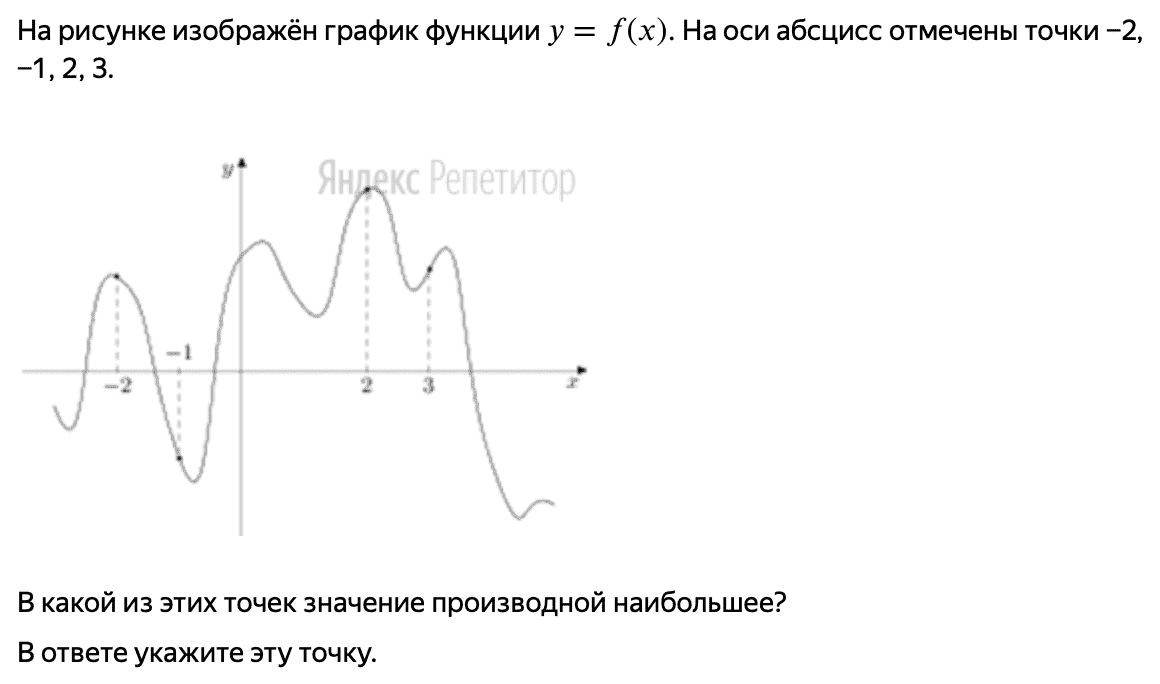 На рисунке изображён график функции y = f(x). На оси абсцисс отмечены точки −2,
−1, 2, 3.
y
Яндекс Репетитор
−1
−2
2
3
x
В какой из этих точек значение производной наибольшее?
В ответе укажите эту точку.